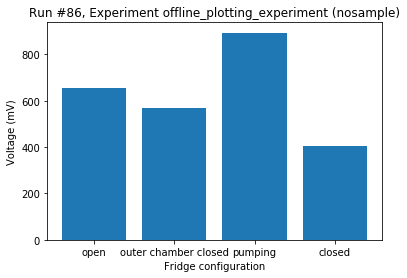 Run #86, Experiment offline_plotting_experiment (nosample)
Voltage (mV)
800
600
400
200
0
open outer chamber closed pumping closed
Fridge configuration